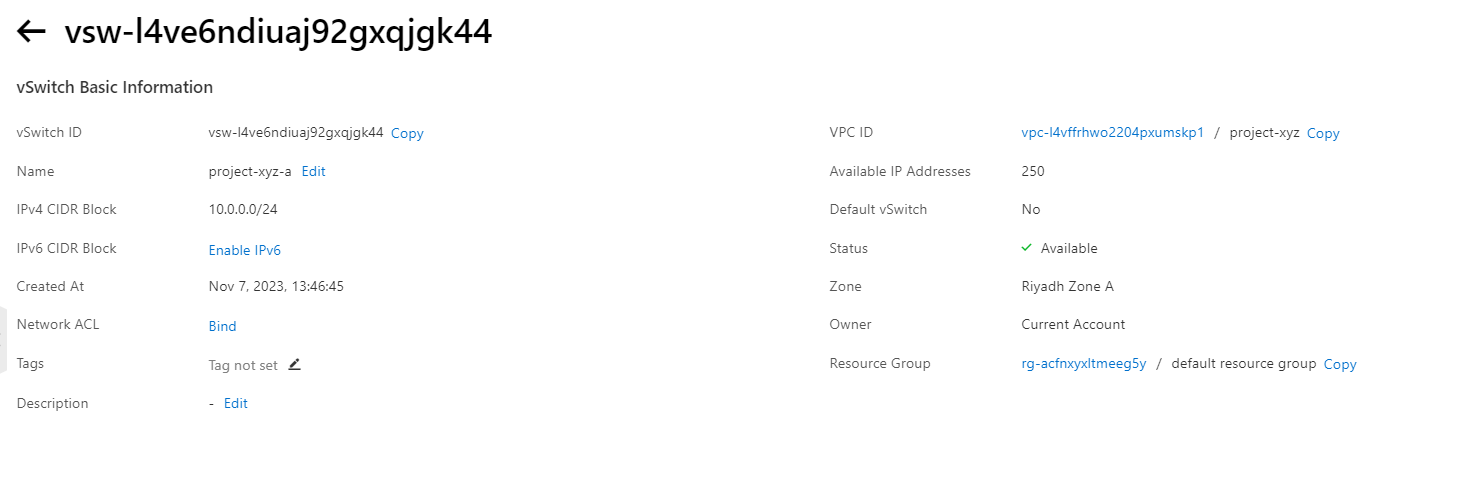 vsw-l4ve6ndiuaj92gxqjgk44
vSwitch Basic Information
vSwitch ID vsw-l4ve6ndiuaj92gxqjgk44 Copy VPC ID vpc-l4vffrhwo2204pxumskp1 / project-xyz Copy
Name project-xyz-a Edit Available IP Addresses 250
IPv4 CIDR Block 10.0.0.0/24 Default vSwitch No
IPv6 CIDR Block Enable IPv6 Status Available
Created At Nov 7, 2023, 13:46:45 Zone Riyadh Zone A
Network ACL Bind Owner Current Account
Tags Tag not set Resource Group rg-acfnxyxltmeeg5y / default resource group Copy
Description - Edit